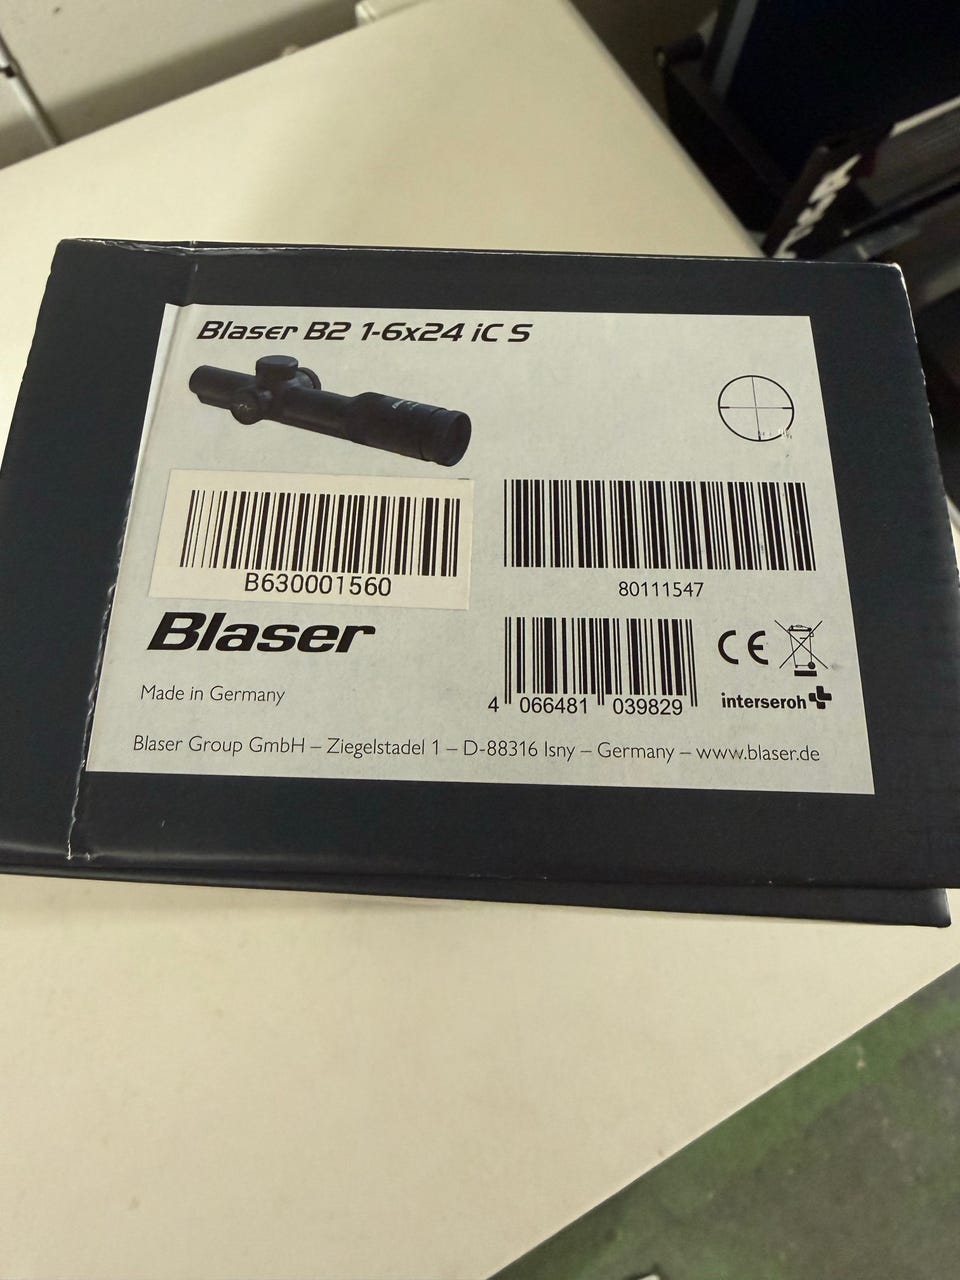 Blaser B2 1-6x24 iC S
B630001560
80111547
Blaser
4 066481 039829
CE
interseroh
Made in Germany
Blaser Group GmbH – Ziegelstadel 1 – D-88316 Isny – Germany – www.blaser.de